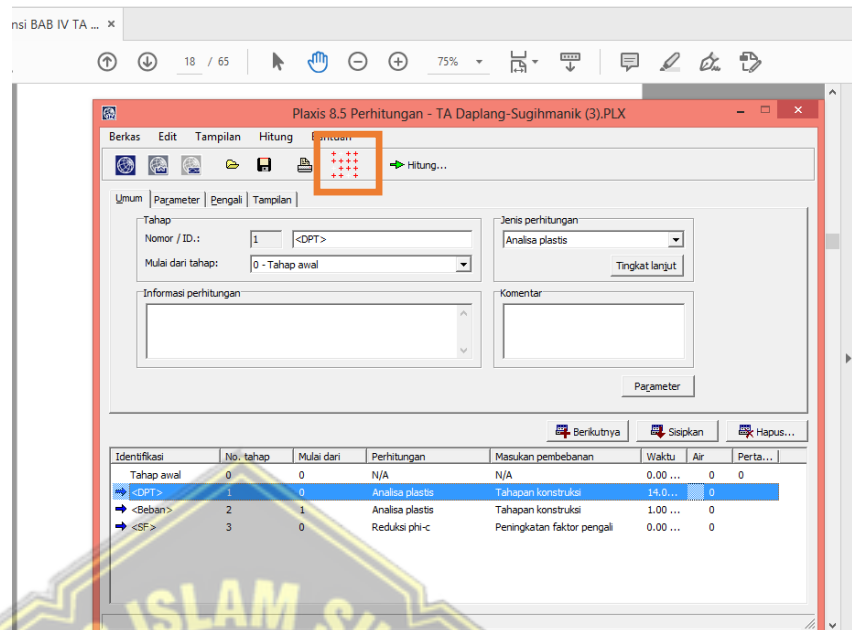 nsi BAB IV TA ... ×
18 / 65 75%
Plaxis 8.5 Perhitungan - TA Daplang-Sugihmanik (3).PLX
Berkas Edit Tampilan Hitung Bantuan
Hitung...
Umum Parameter Pengali Tampilan
Tahap
Nomor / ID.: 1 <DPT>
Mulai dari tahap: 0 - Tahap awal
Jenis perhitungan
Analisa plastis
Tingkat lanjut
Informasi perhitungan
Komentar
Parameter
Berikutnya Sisipkan Hapus...
Identifikasi No. tahap Mulai dari Perhitungan Masukan pembebanan Waktu Air Perta...
Tahap awal 0 0 N/A N/A 0.00 ... 0 0
<DPT> 1 0 Analisa plastis Tahapan konstruksi 14.0... 0
<Beban> 2 1 Analisa plastis Tahapan konstruksi 1.00 ... 0
<SF> 3 0 Reduksi phi-c Peningkatan faktor pengali 0.00 ... 0
ISLAM